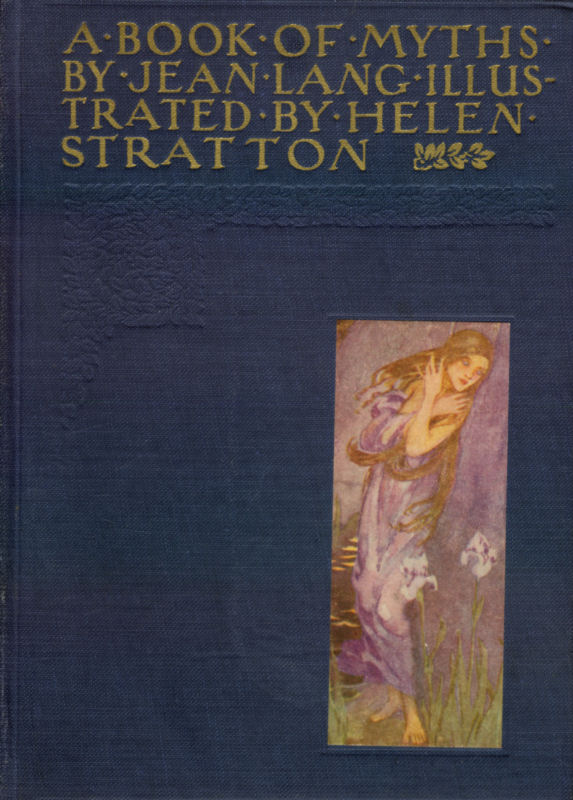 A·BOOK·OF·MYTHS·
BY·JEAN·LANG·ILLUS-
TRATED·BY·HELEN·
STRATTON